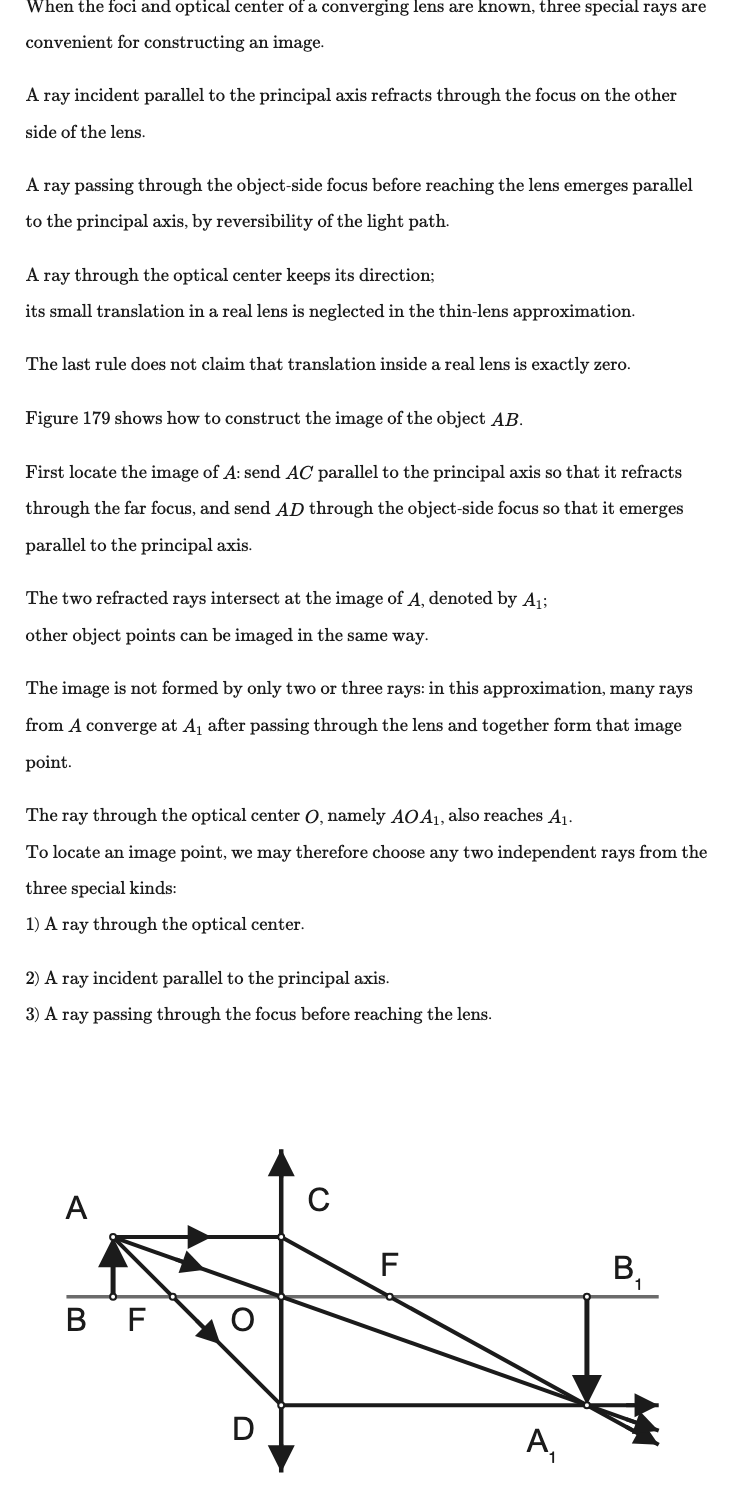 When the foci and optical center of a converging lens are known, three special rays are
convenient for constructing an image.
A ray incident parallel to the principal axis refracts through the focus on the other
side of the lens.
A ray passing through the object-side focus before reaching the lens emerges parallel
to the principal axis, by reversibility of the light path.
A ray through the optical center keeps its direction;
its small translation in a real lens is neglected in the thin-lens approximation.
The last rule does not claim that translation inside a real lens is exactly zero.
Figure 179 shows how to construct the image of the object AB.
First locate the image of A: send AC parallel to the principal axis so that it refracts
through the far focus, and send AD through the object-side focus so that it emerges
parallel to the principal axis.
The two refracted rays intersect at the image of A, denoted by A₁;
other object points can be imaged in the same way.
The image is not formed by only two or three rays: in this approximation, many rays
from A converge at A₁ after passing through the lens and together form that image
point.
The ray through the optical center O, namely AOA₁, also reaches A₁.
To locate an image point, we may therefore choose any two independent rays from the
three special kinds:
1) A ray through the optical center.
2) A ray incident parallel to the principal axis.
3) A ray passing through the focus before reaching the lens.
A
C
F
B₁
B
F
O
D
A₁